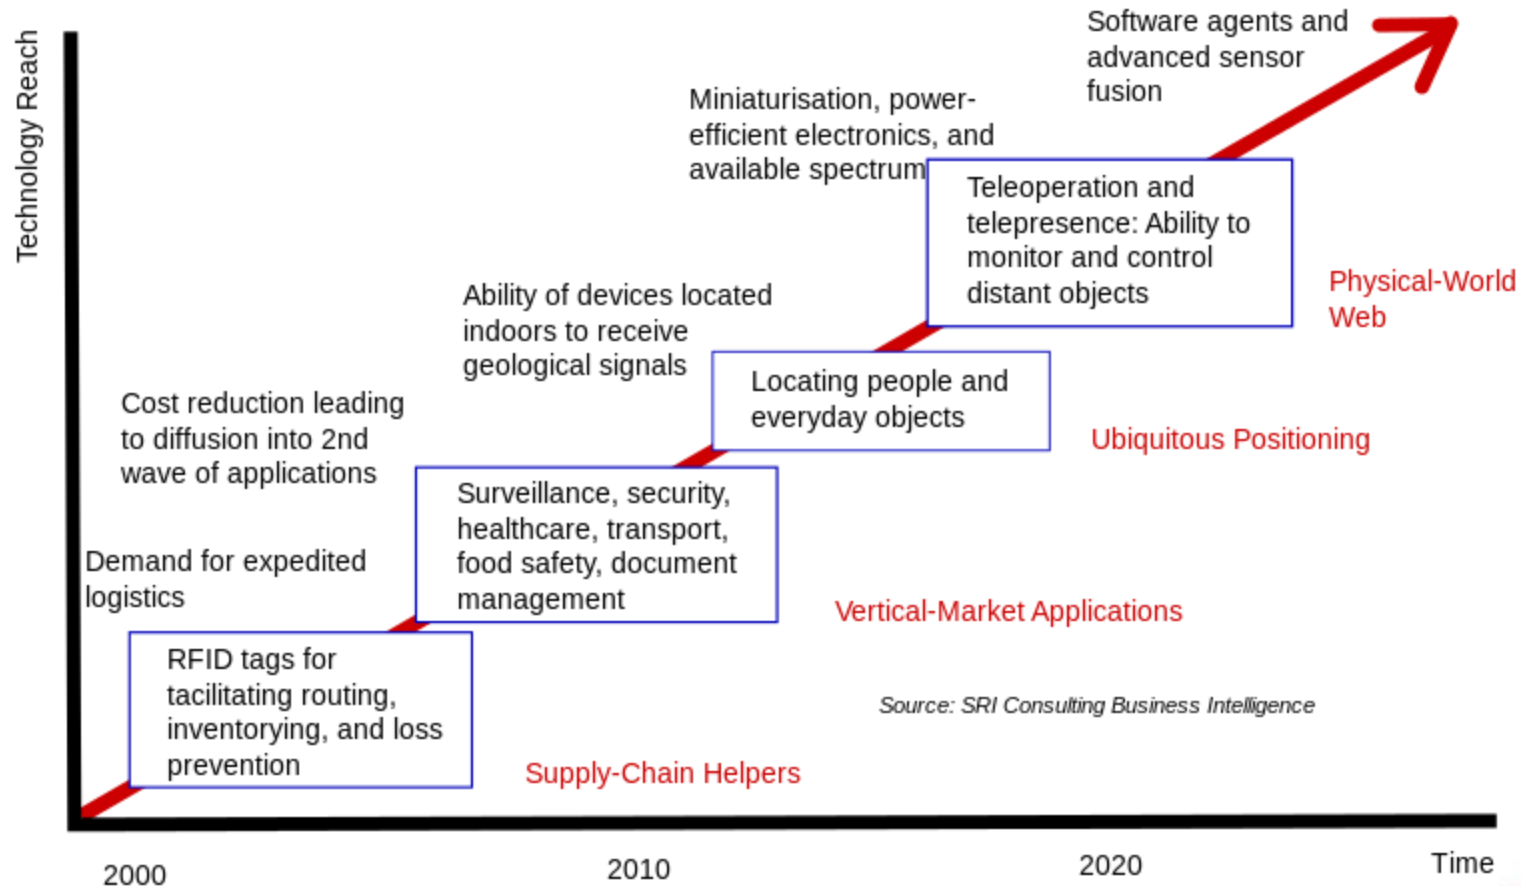 Technology Reach
Software agents and
advanced sensor
fusion
Miniaturisation, power-
efficient electronics, and
available spectrum
Teleoperation and
telepresence: Ability to
monitor and control
distant objects
Physical-World
Web
Ability of devices located
indoors to receive
geological signals
Locating people and
everyday objects
Ubiquitous Positioning
Cost reduction leading
to diffusion into 2nd
wave of applications
Surveillance, security,
healthcare, transport,
food safety, document
management
Vertical-Market Applications
Demand for expedited
logistics
RFID tags for
tacilitating routing,
inventorying, and loss
prevention
Supply-Chain Helpers
Source: SRI Consulting Business Intelligence
2000
2010
2020
Time